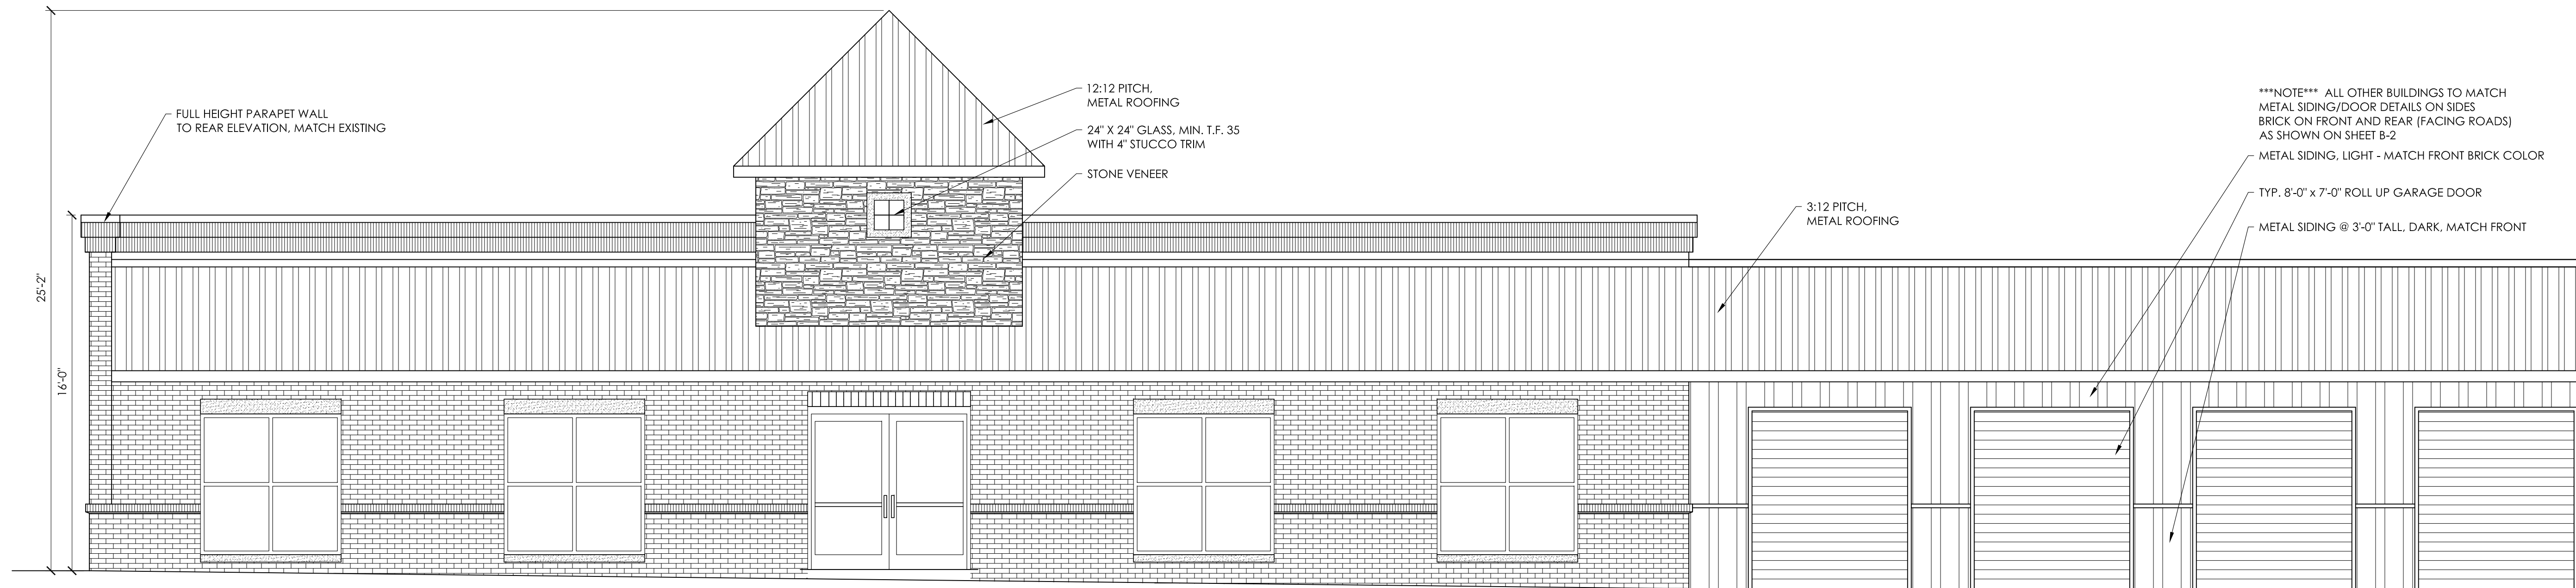 25'-2"
16'-0"
FULL HEIGHT PARAPET WALL
TO REAR ELEVATION, MATCH EXISTING
12:12 PITCH,
METAL ROOFING
24" X 24" GLASS, MIN. T.F. 35
WITH 4" STUCCO TRIM
STONE VENEER
3:12 PITCH,
METAL ROOFING
***NOTE*** ALL OTHER BUILDINGS TO MATCH
METAL SIDING/DOOR DETAILS ON SIDES
BRICK ON FRONT AND REAR (FACING ROADS)
AS SHOWN ON SHEET B-2
METAL SIDING, LIGHT - MATCH FRONT BRICK COLOR
TYP. 8'-0" x 7'-0" ROLL UP GARAGE DOOR
METAL SIDING @ 3'-0" TALL, DARK, MATCH FRONT